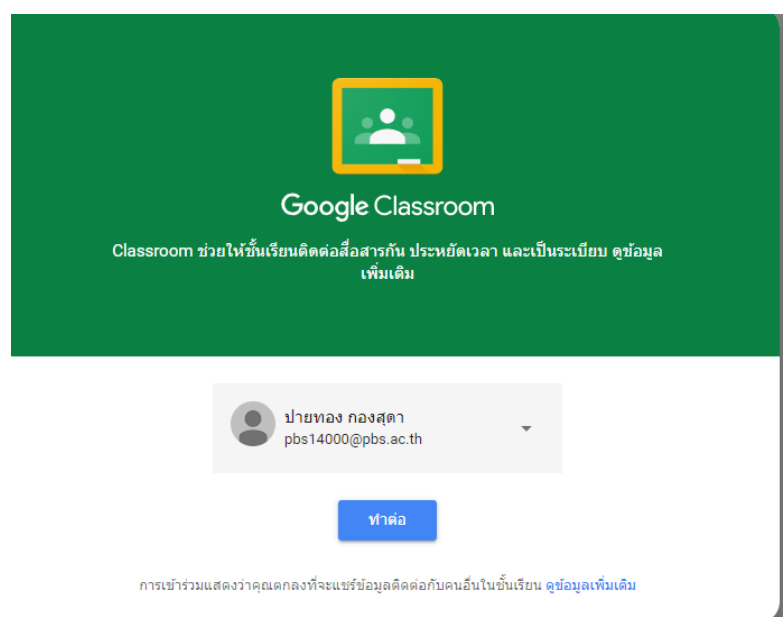 Google Classroom
Classroom ช่วยให้ชั้นเรียนติดต่อสื่อสารกัน ประหยัดเวลา และเป็นระเบียบ ดูข้อมูล
เพิ่มเติม
ปายทอง กองสุดา
pbs14000@pbs.ac.th
ทำต่อ
การเข้าร่วมแสดงว่าคุณตกลงที่จะแชร์ข้อมูลติดต่อกับคนอื่นในชั้นเรียน ดูข้อมูลเพิ่มเติม